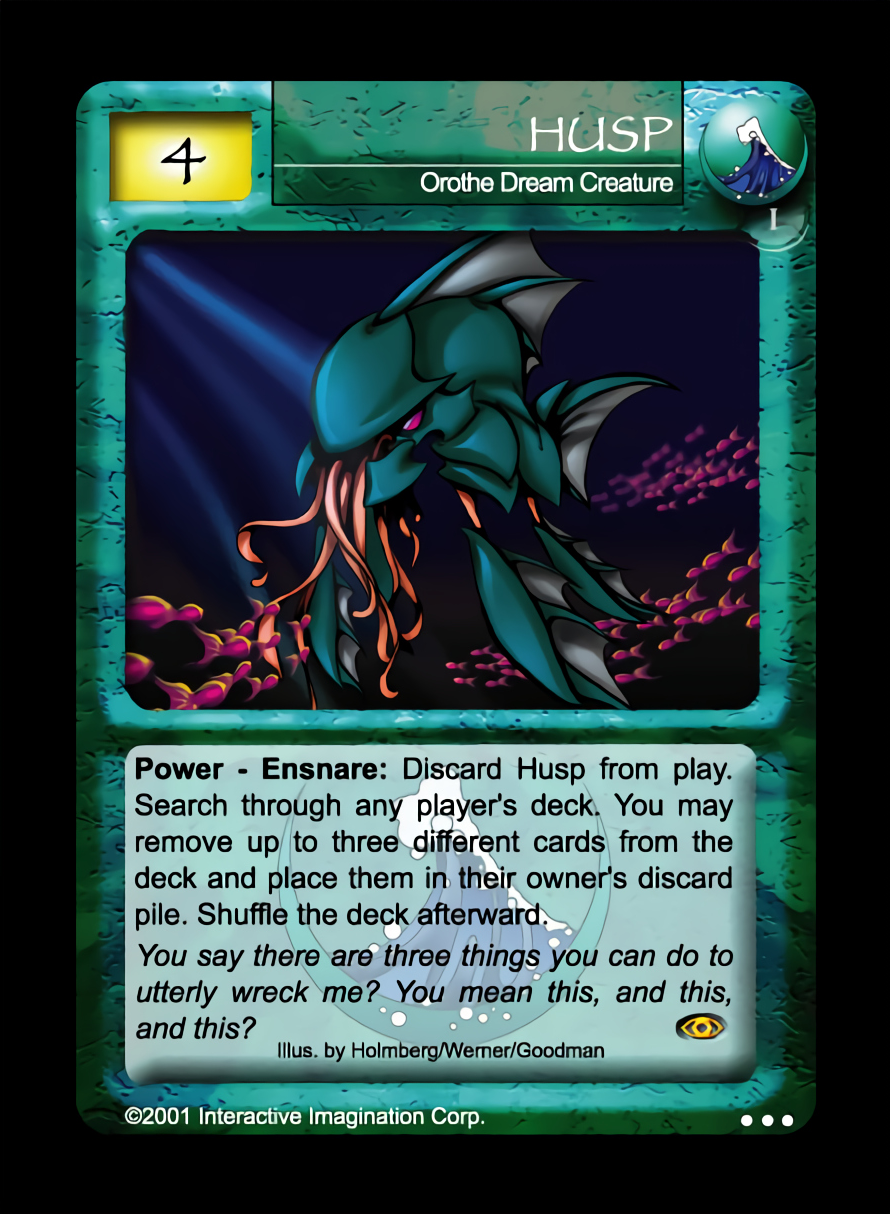 4
HUSP
Orothe Dream Creature
I
Power - Ensnare: Discard Husp from play.
Search through any player's deck. You may
remove up to three different cards from the
deck and place them in their owner's discard
pile. Shuffle the deck afterward.
You say there are three things you can do to
utterly wreck me? You mean this, and this,
and this?
Illus. by Holmberg/Werner/Goodman
©2001 Interactive Imagination Corp.